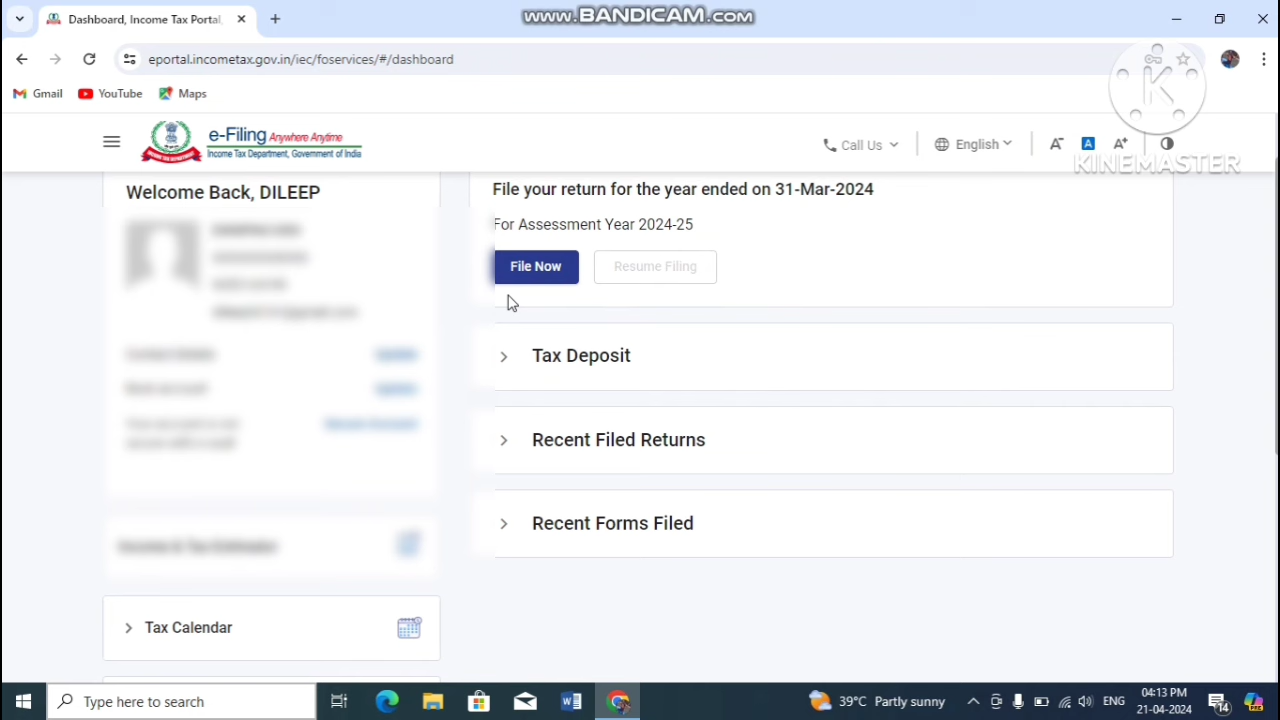 Dashboard, Income Tax Portal,
www.BANDICAM.com
eportal.incometax.gov.in/iec/foservices/#/dashboard
Gmail
YouTube
Maps
e-Filing Anywhere Anytime
Income Tax Department, Government of India
Call Us
English
A-
A
A+
KINEMASTER
Welcome Back, DILEEP
File your return for the year ended on 31-Mar-2024
For Assessment Year 2024-25
File Now
Resume Filing
Tax Deposit
Recent Filed Returns
Recent Forms Filed
Income & Tax Estimator
Tax Calendar
Type here to search
39°C Partly sunny
ENG
04:13 PM
21-04-2024
14